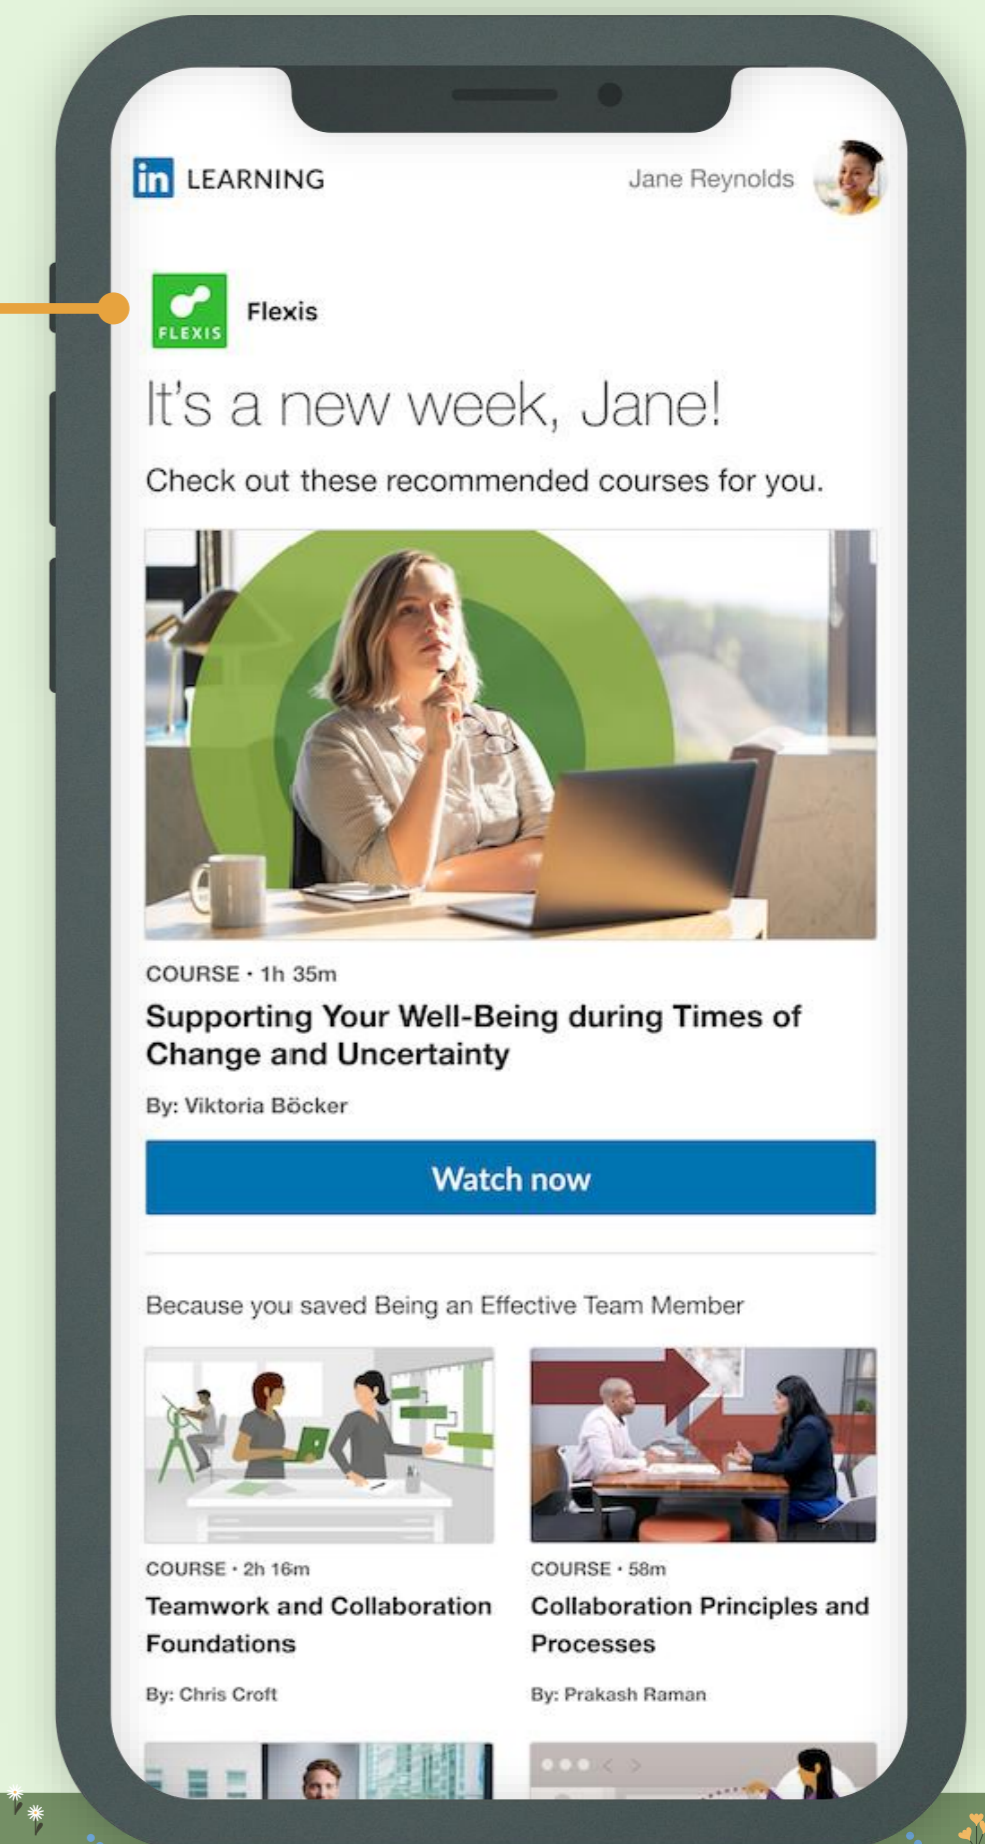 in LEARNING
Jane Reynolds
FLEXIS
Flexis
It's a new week, Jane!
Check out these recommended courses for you.
COURSE • 1h 35m
Supporting Your Well-Being during Times of
Change and Uncertainty
By: Viktoria Böcker
Watch now
Because you saved Being an Effective Team Member
COURSE • 2h 16m
Teamwork and Collaboration
Foundations
By: Chris Croft
COURSE • 58m
Collaboration Principles and
Processes
By: Prakash Raman